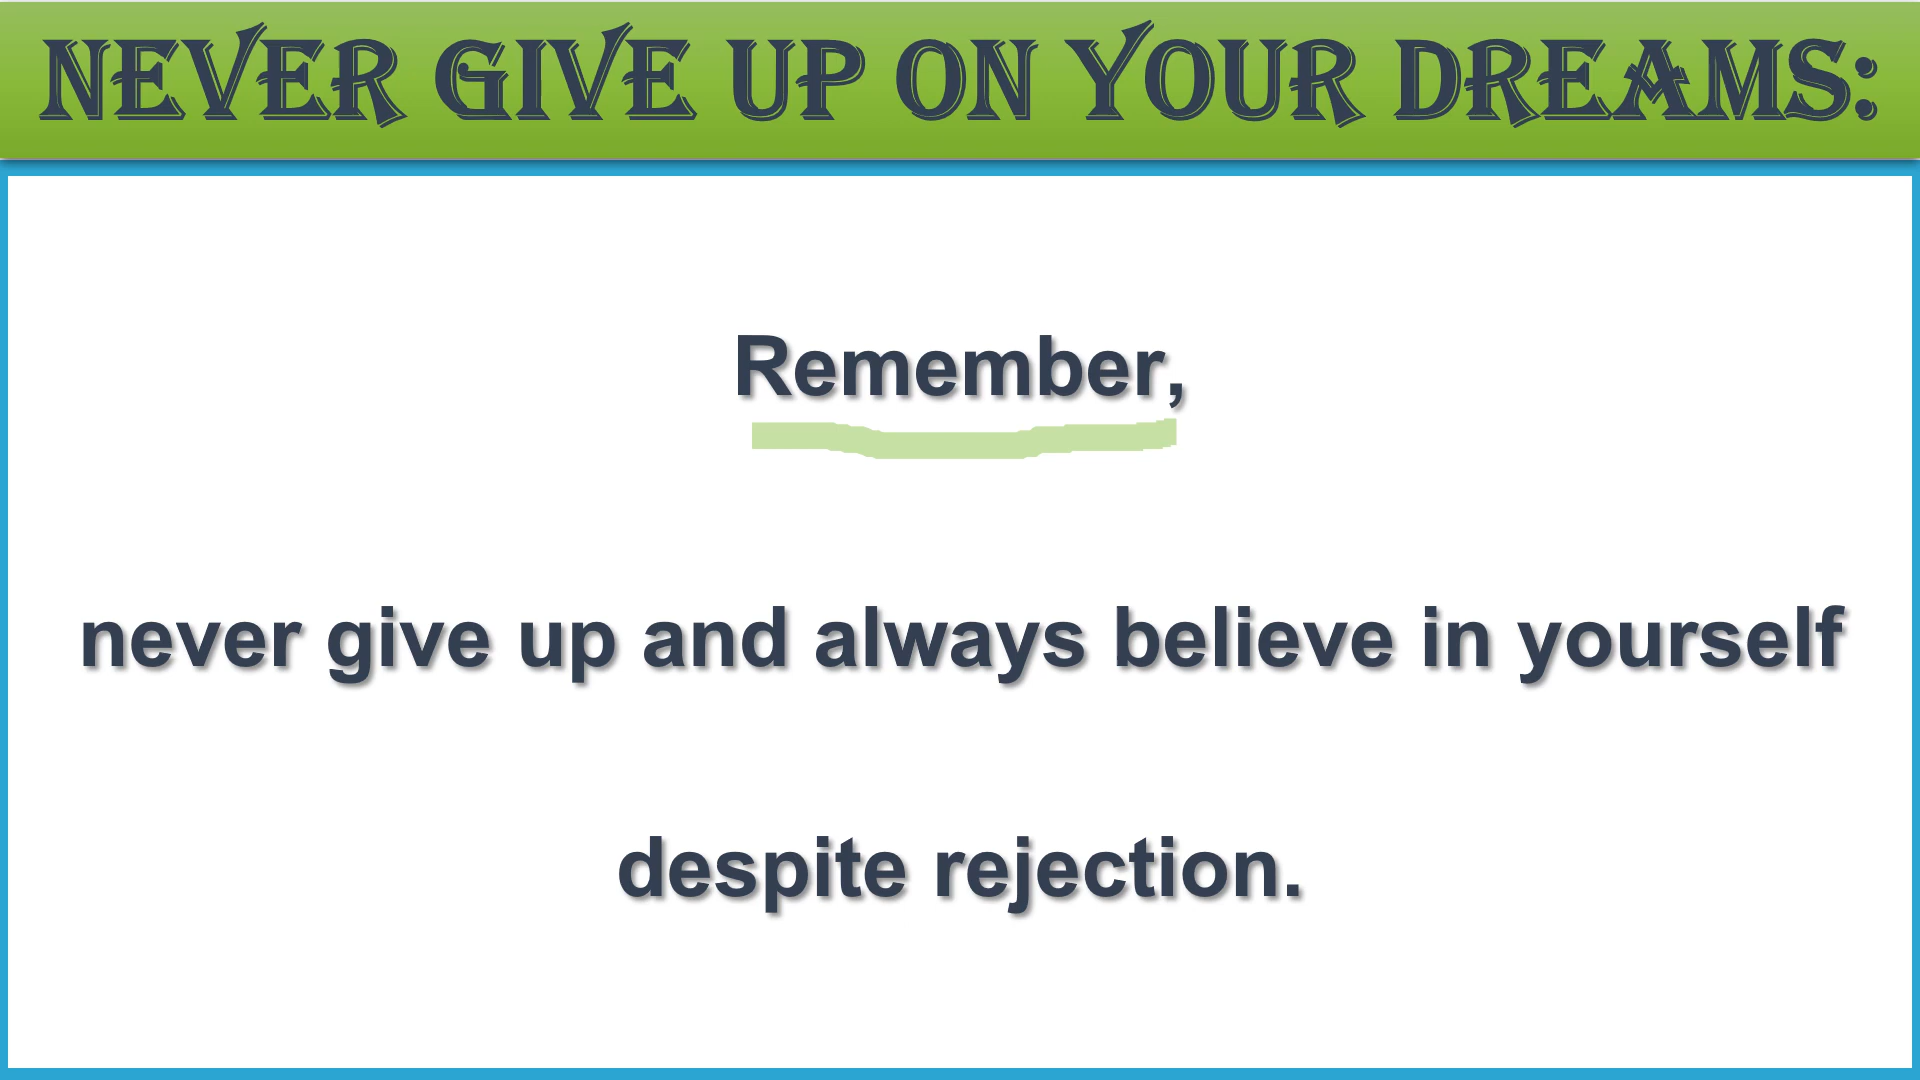 NEVER GIVE UP ON YOUR DREAMS:
Remember,
never give up and always believe in yourself
despite rejection.